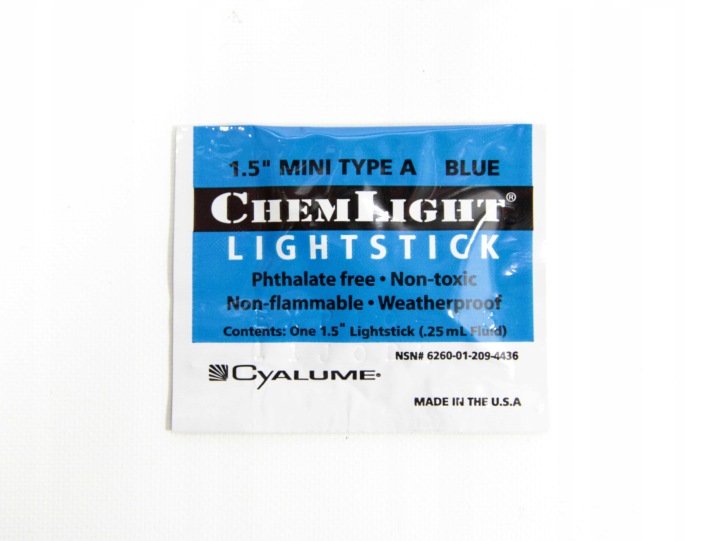 1.5" MINI TYPE A BLUE
CHEMLIGHT®
LIGHTSTICK
Phthalate free • Non-toxic
Non-flammable • Weatherproof
Contents: One 1.5" Lightstick (.25 mL Fluid)
NSN# 6260-01-209-4436
CYALUME®
MADE IN THE U.S.A